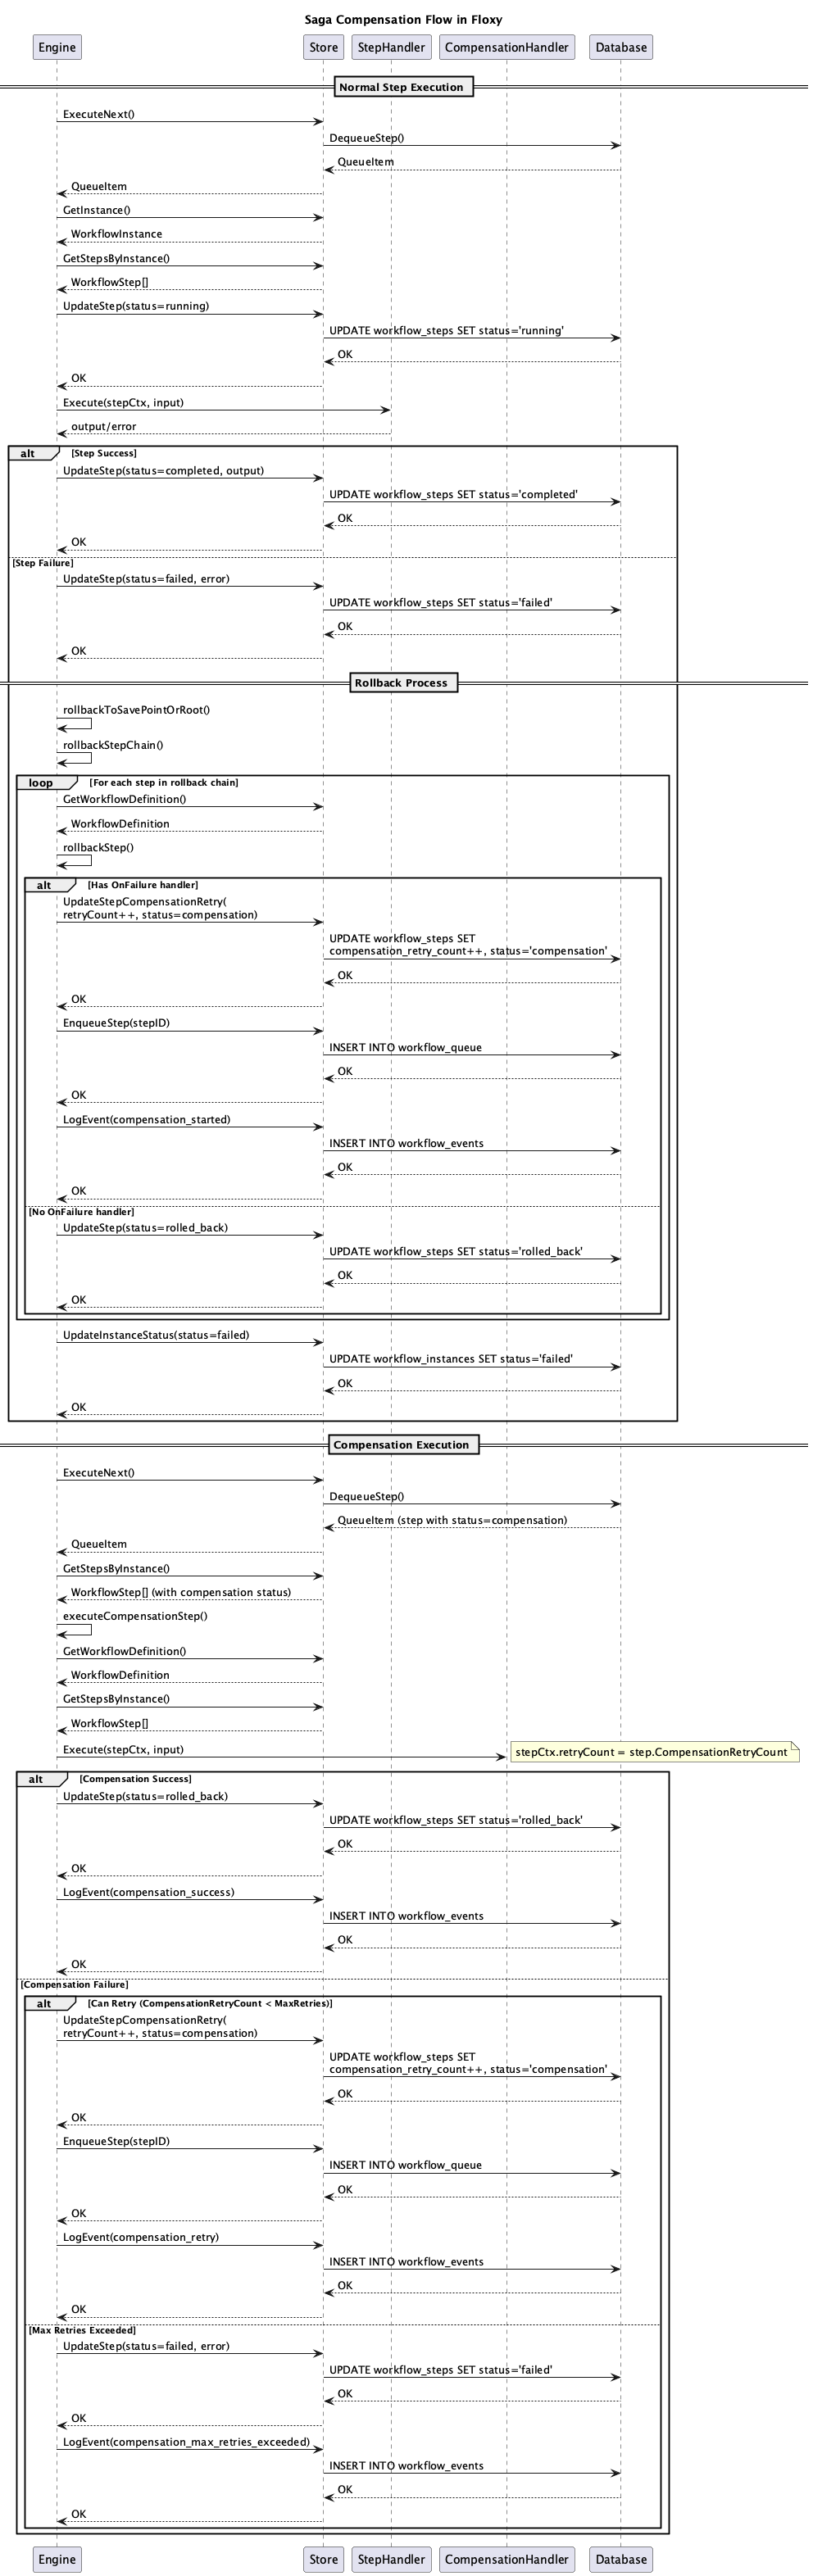 Saga Compensation Flow in Floxy
Engine Store StepHandler CompensationHandler Database
Normal Step Execution
ExecuteNext()
DequeueStep()
QueueItem
QueueItem
GetInstance()
WorkflowInstance
GetStepsByInstance()
WorkflowStep[]
UpdateStep(status=running)
UPDATE workflow_steps SET status='running'
OK
OK
Execute(stepCtx, input)
output/error
alt [Step Success]
UpdateStep(status=completed, output)
UPDATE workflow_steps SET status='completed'
OK
OK
[Step Failure]
UpdateStep(status=failed, error)
UPDATE workflow_steps SET status='failed'
OK
OK
Rollback Process
rollbackToSavePointOrRoot()
rollbackStepChain()
loop [For each step in rollback chain]
GetWorkflowDefinition()
WorkflowDefinition
rollbackStep()
alt [Has OnFailure handler]
UpdateStepCompensationRetry(
retryCount++, status=compensation)
UPDATE workflow_steps SET
compensation_retry_count++, status='compensation'
OK
OK
EnqueueStep(stepID)
INSERT INTO workflow_queue
OK
OK
LogEvent(compensation_started)
INSERT INTO workflow_events
OK
OK
[No OnFailure handler]
UpdateStep(status=rolled_back)
UPDATE workflow_steps SET status='rolled_back'
OK
OK
UpdateInstanceStatus(status=failed)
UPDATE workflow_instances SET status='failed'
OK
OK
Compensation Execution
ExecuteNext()
DequeueStep()
QueueItem (step with status=compensation)
QueueItem
GetStepsByInstance()
WorkflowStep[] (with compensation status)
executeCompensationStep()
GetWorkflowDefinition()
WorkflowDefinition
GetStepsByInstance()
WorkflowStep[]
Execute(stepCtx, input)
stepCtx.retryCount = step.CompensationRetryCount
alt [Compensation Success]
UpdateStep(status=rolled_back)
UPDATE workflow_steps SET status='rolled_back'
OK
OK
LogEvent(compensation_success)
INSERT INTO workflow_events
OK
OK
[Compensation Failure]
alt [Can Retry (CompensationRetryCount < MaxRetries)]
UpdateStepCompensationRetry(
retryCount++, status=compensation)
UPDATE workflow_steps SET
compensation_retry_count++, status='compensation'
OK
OK
EnqueueStep(stepID)
INSERT INTO workflow_queue
OK
OK
LogEvent(compensation_retry)
INSERT INTO workflow_events
OK
OK
[Max Retries Exceeded]
UpdateStep(status=failed, error)
UPDATE workflow_steps SET status='failed'
OK
OK
LogEvent(compensation_max_retries_exceeded)
INSERT INTO workflow_events
OK
OK
Engine Store StepHandler CompensationHandler Database